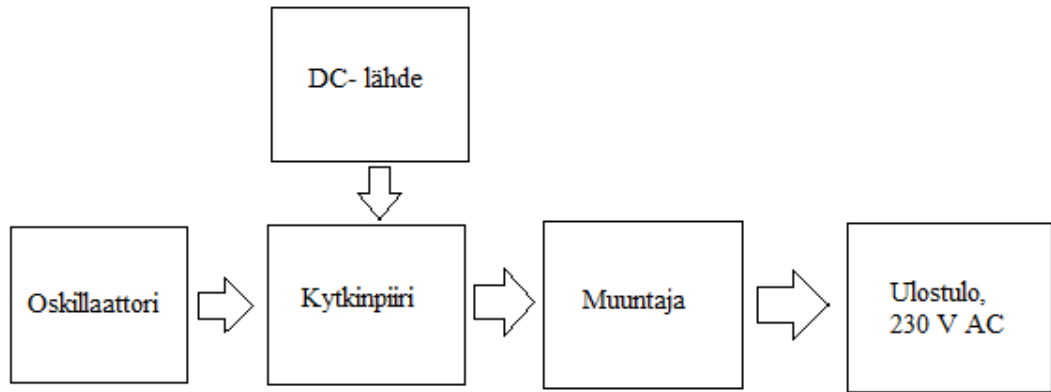 DC- lähde
Oskillaattori
Kytkinpiiri
Muuntaja
Ulostulo,
230 V AC